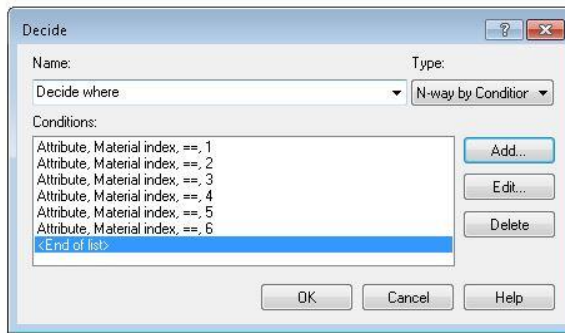 Decide
Name: Type:
Decide where N-way by Condition
Conditions:
Attribute, Material index, ==, 1
Attribute, Material index, ==, 2
Attribute, Material index, ==, 3
Attribute, Material index, ==, 4
Attribute, Material index, ==, 5
Attribute, Material index, ==, 6
<End of list>
Add...
Edit...
Delete
OK Cancel Help